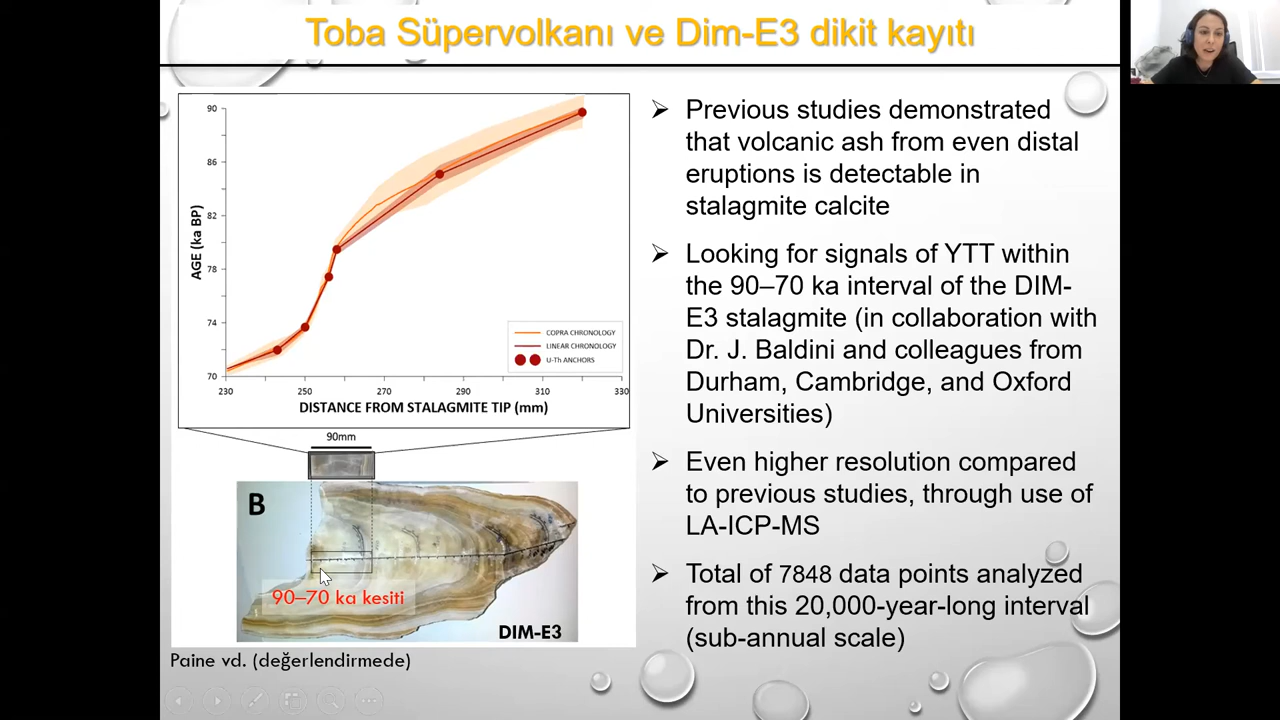 Toba Süpervolkanı ve Dim-E3 dikit kayıtı
90
86
82
78
74
70
AGE (ka BP)
COPRA CHRONOLOGY
LINEAR CHRONOLOGY
U-Th ANCHORS
230
250
270
290
310
330
DISTANCE FROM STALAGMITE TIP (mm)
90mm
B
90–70 ka kesiti
DIM-E3
Paine vd. (değerlendirmede)
➢ Previous studies demonstrated
that volcanic ash from even distal
eruptions is detectable in
stalagmite calcite
➢ Looking for signals of YTT within
the 90–70 ka interval of the DIM-
E3 stalagmite (in collaboration with
Dr. J. Baldini and colleagues from
Durham, Cambridge, and Oxford
Universities)
➢ Even higher resolution compared
to previous studies, through use of
LA-ICP-MS
➢ Total of 7848 data points analyzed
from this 20,000-year-long interval
(sub-annual scale)